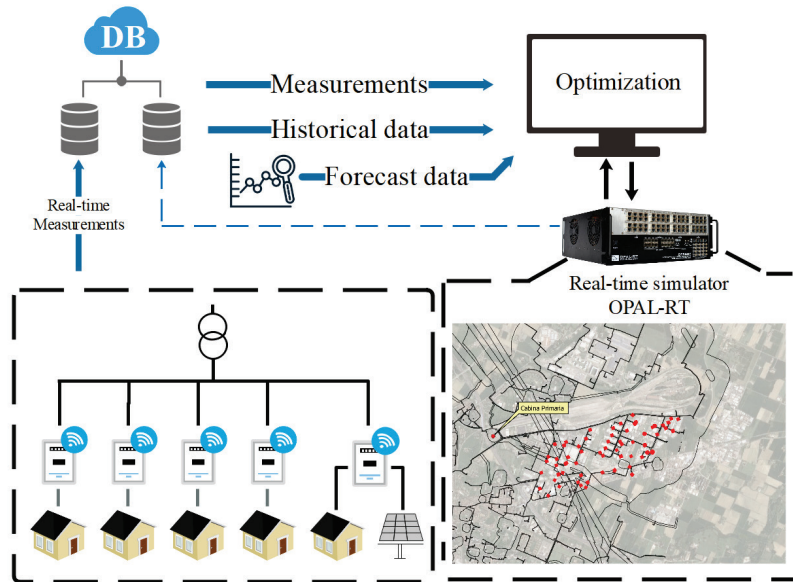 DB
Measurements
Optimization
Historical data
Forecast data
Real-time
Measurements
Real-time simulator
OPAL-RT
Cabina Primaria